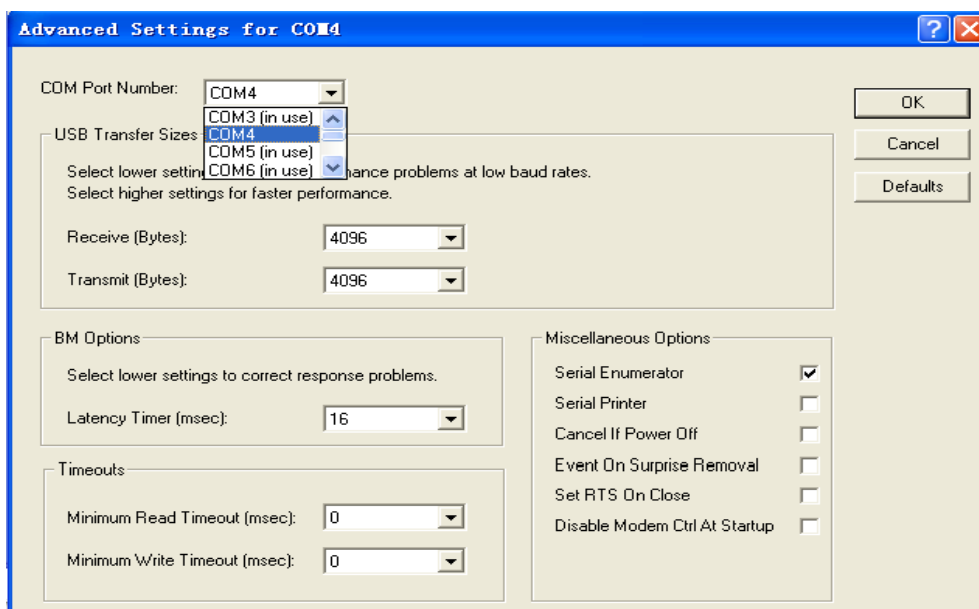 Advanced Settings for COM4
COM Port Number:
COM4
COM3 (in use)
COM4
COM5 (in use)
COM6 (in use)
OK
Cancel
Defaults
USB Transfer Sizes
Select lower settin mance problems at low baud rates.
Select higher settings for faster performance.
Receive (Bytes):
4096
Transmit (Bytes):
4096
BM Options
Select lower settings to correct response problems.
Latency Timer (msec):
16
Timeouts
Minimum Read Timeout (msec):
0
Minimum Write Timeout (msec):
0
Miscellaneous Options
Serial Enumerator
Serial Printer
Cancel If Power Off
Event On Surprise Removal
Set RTS On Close
Disable Modem Ctrl At Startup